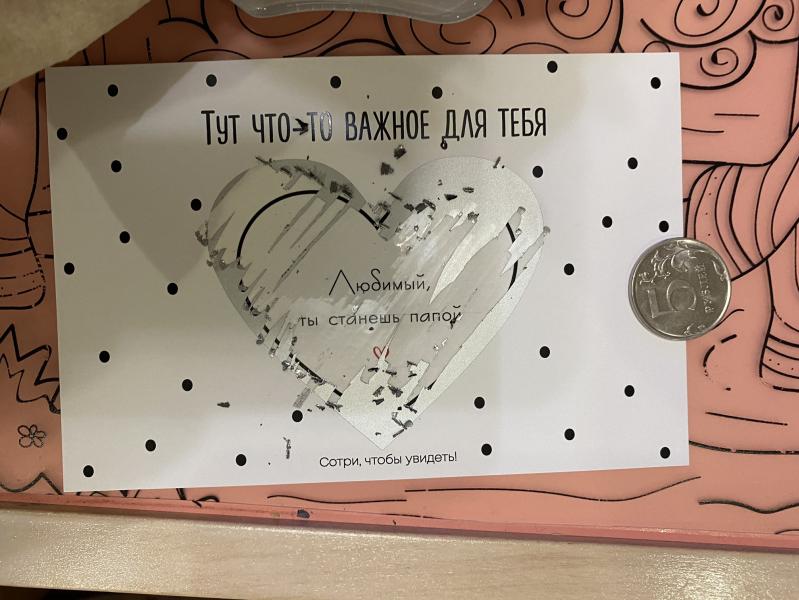 Тут что-то важное для тебя
Любимый,
ты станешь папой
Сотри, чтобы увидеть!
5
РУБЛЕЙ